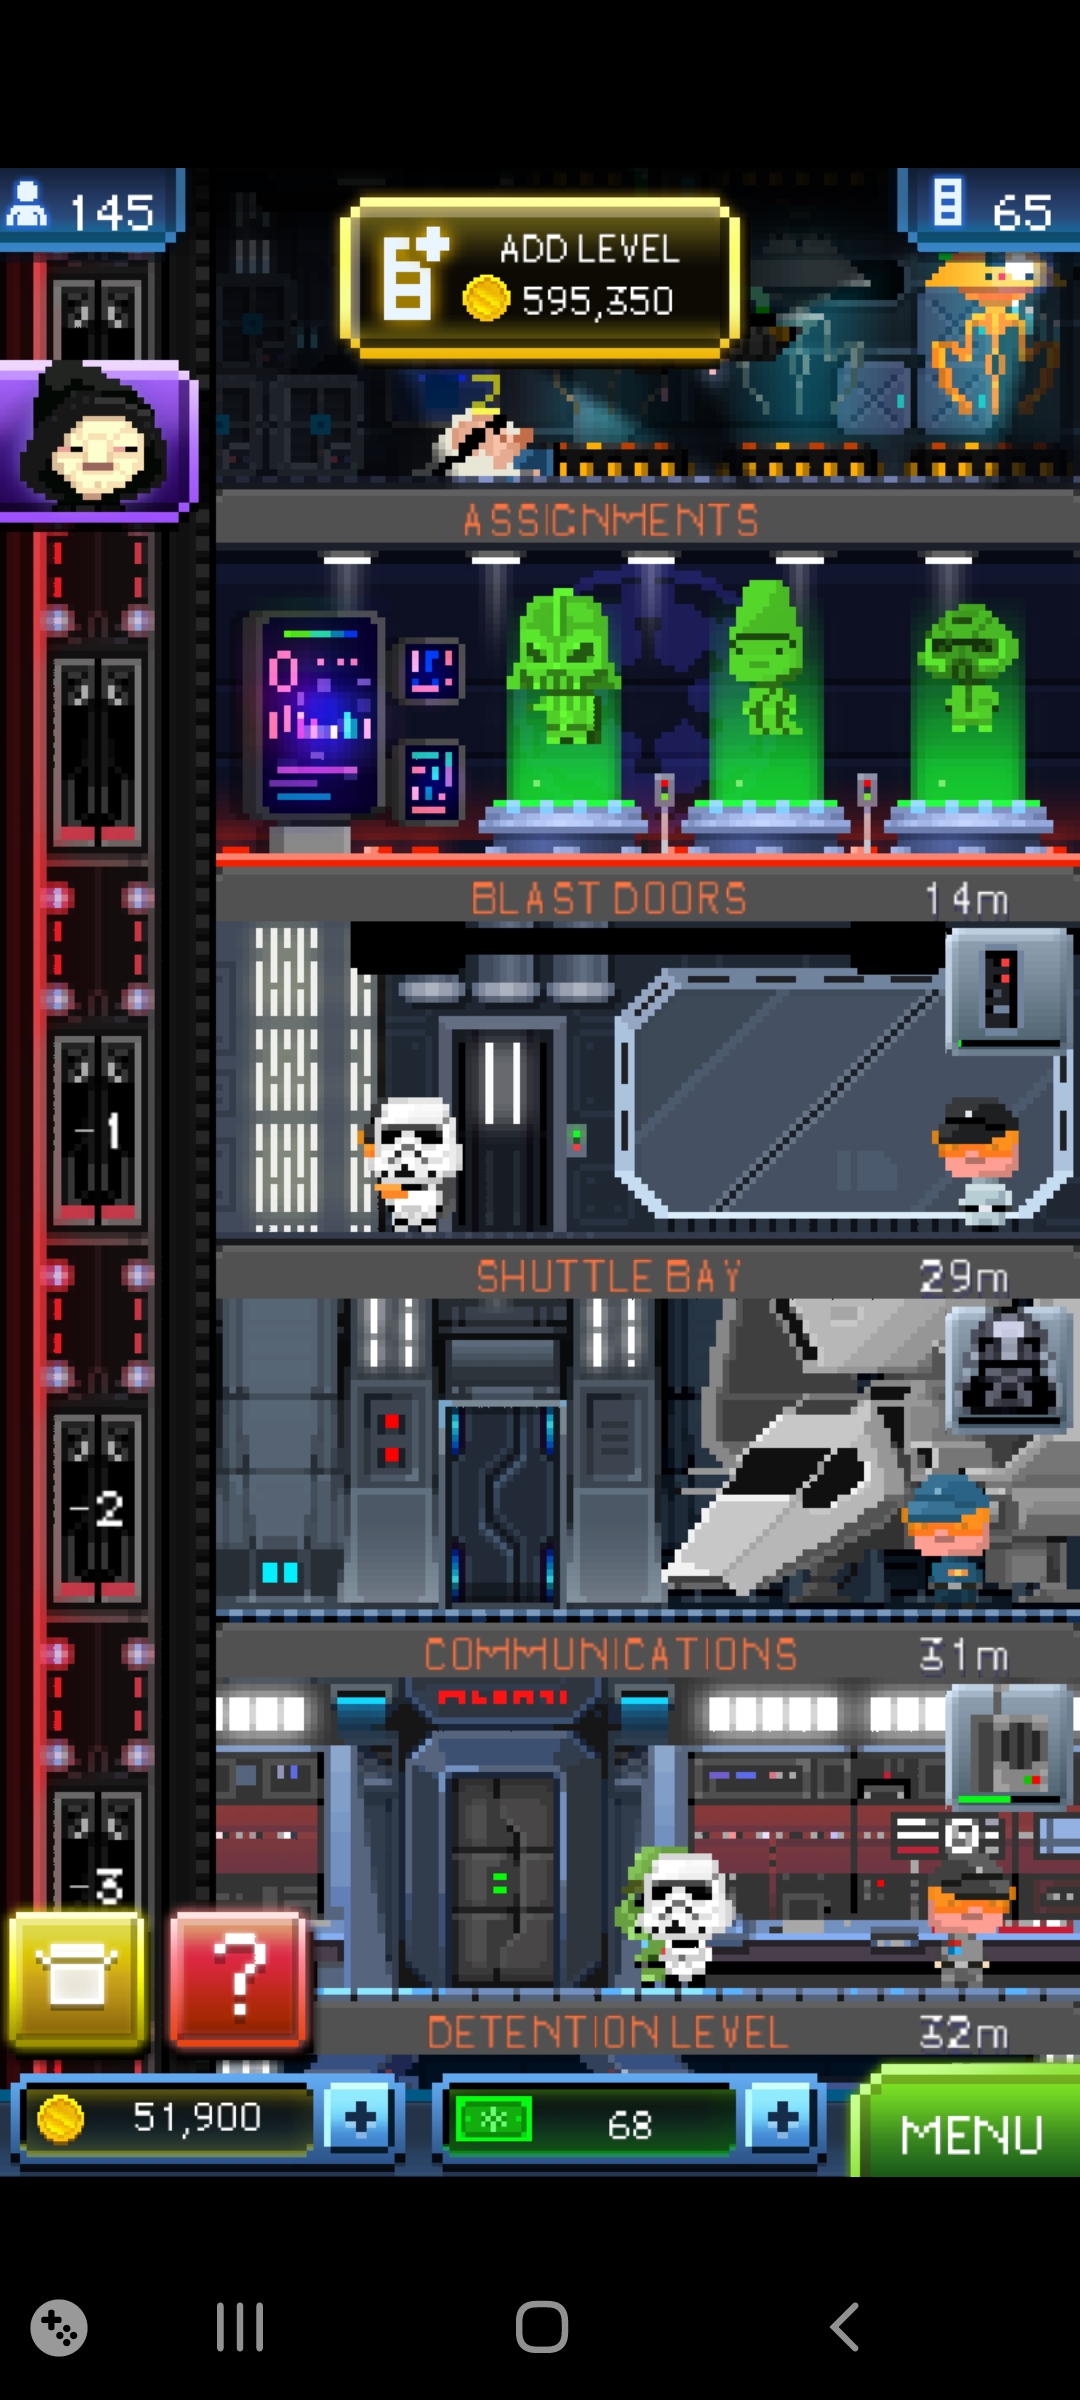 145
ADD LEVEL
595,350
65
ASSIGNMENTS
BLAST DOORS 14m
-1
SHUTTLE BAY 29m
-2
COMMUNICATIONS 31m
-3
?
DETENTION LEVEL 32m
51,900
+
68
+
MENU